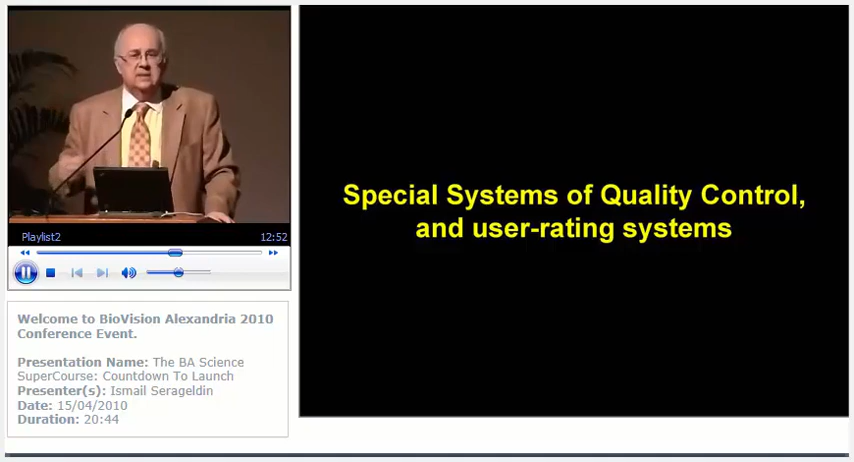 Playlist2 12:52
Welcome to BioVision Alexandria 2010
Conference Event.
Presentation Name: The BA Science
SuperCourse: Countdown To Launch
Presenter(s): Ismail Serageldin
Date: 15/04/2010
Duration: 20:44
Special Systems of Quality Control,
and user-rating systems